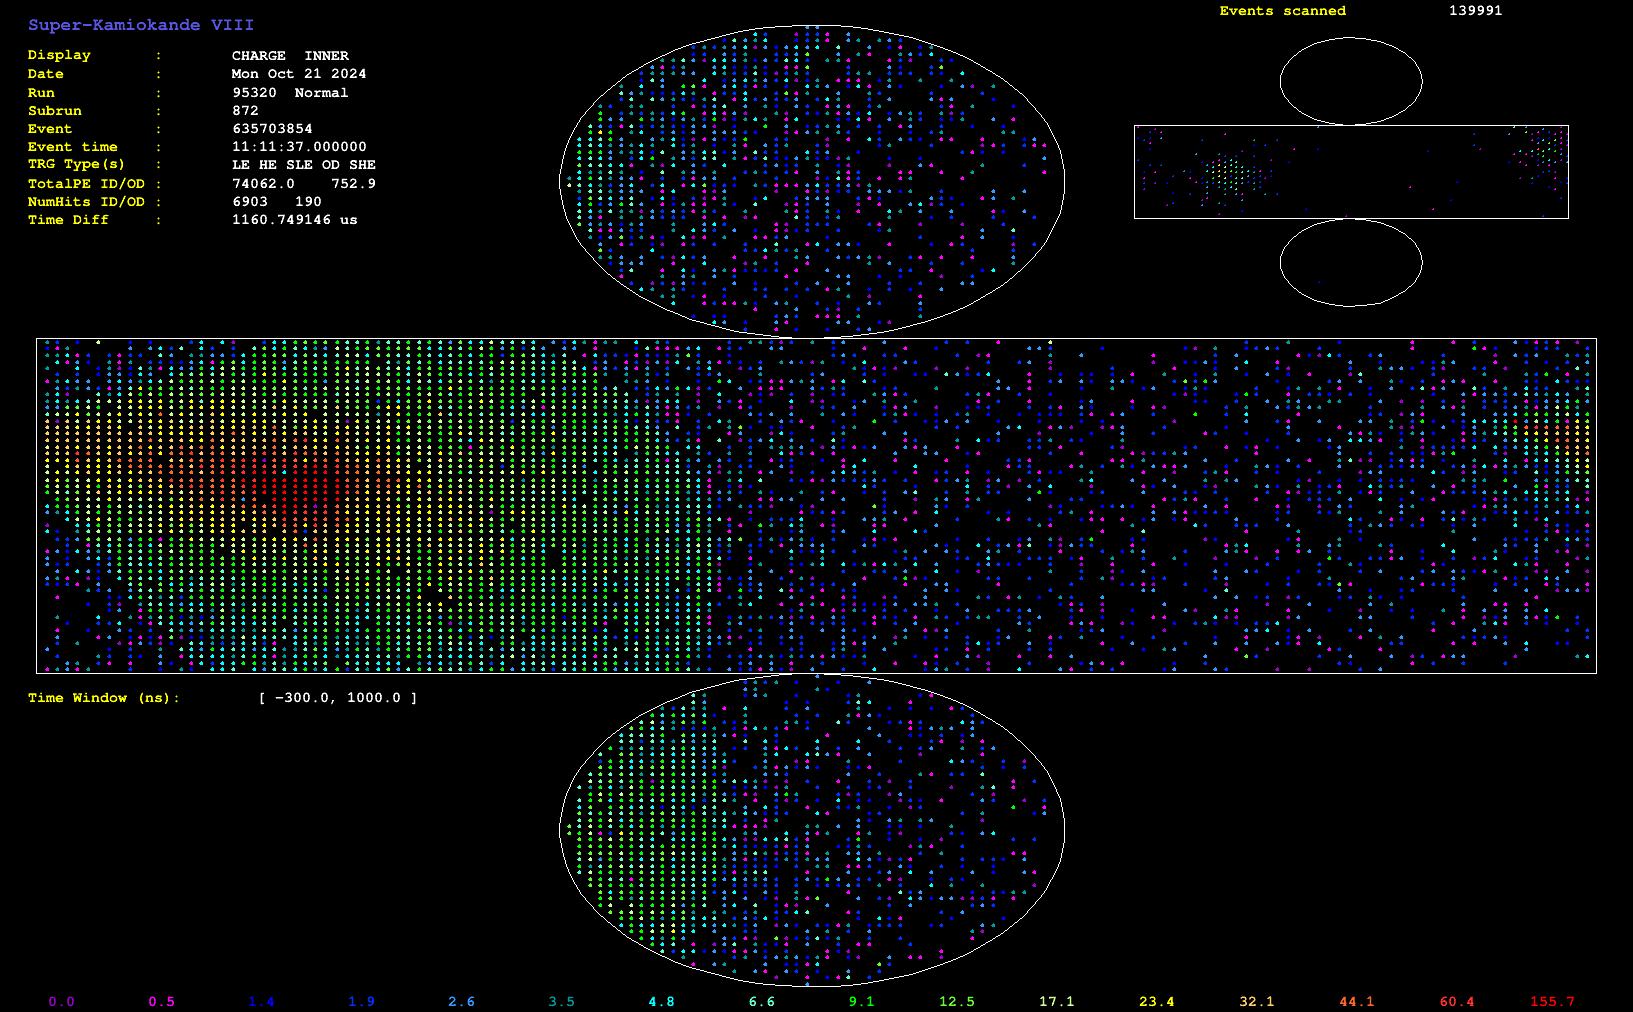 Super-Kamiokande VIII
Events scanned 139991
Display : CHARGE INNER
Date : Mon Oct 21 2024
Run : 95320 Normal
Subrun : 872
Event : 635703854
Event time : 11:11:37.000000
TRG Type(s) : LE HE SLE OD SHE
TotalPE ID/OD : 74062.0 752.9
NumHits ID/OD : 6903 190
Time Diff : 1160.749146 us
Time Window (ns): [ −300.0, 1000.0 ]
0.0 0.5 1.4 1.9 2.6 3.5 4.8 6.6 9.1 12.5 17.1 23.4 32.1 44.1 60.4 155.7